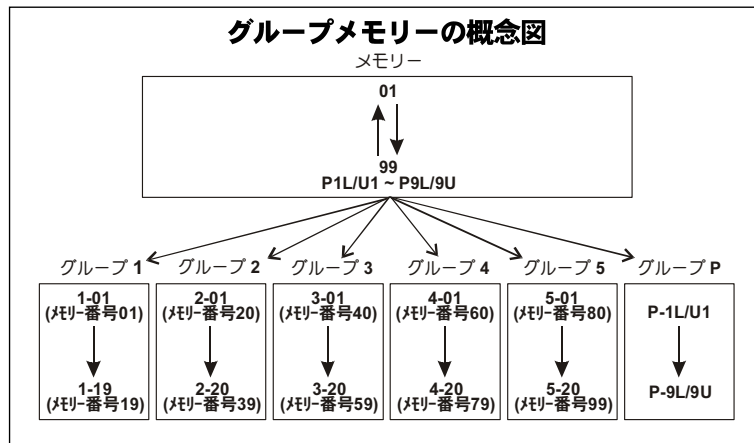 グループメモリーの概念図
メモリー
01
99
P1L/U1 ~ P9L/9U
グループ 1
グループ 2
グループ 3
グループ 4
グループ 5
グループ P
1-01
(ﾒﾓﾘｰ番号01)
1-19
(ﾒﾓﾘｰ番号19)
2-01
(ﾒﾓﾘｰ番号20)
2-20
(ﾒﾓﾘｰ番号39)
3-01
(ﾒﾓﾘｰ番号40)
3-20
(ﾒﾓﾘｰ番号59)
4-01
(ﾒﾓﾘｰ番号60)
4-20
(ﾒﾓﾘｰ番号79)
5-01
(ﾒﾓﾘｰ番号80)
5-20
(ﾒﾓﾘｰ番号99)
P-1L/U1
P-9L/9U